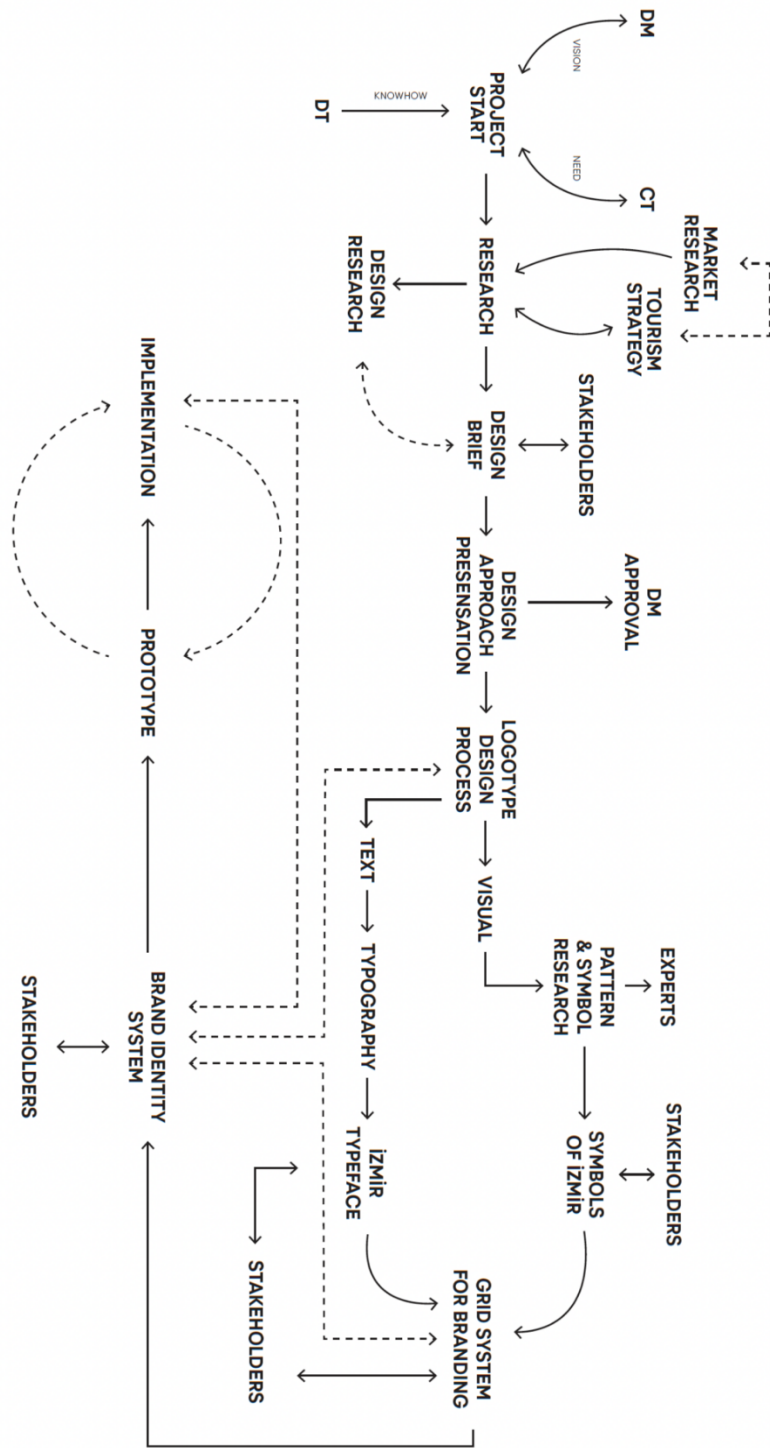 DM
VISION
PROJECT
START
KNOWHOW
DT
NEED
CT
MARKET
RESEARCH
TOURISM
STRATEGY
RESEARCH
DESIGN
RESEARCH
STAKEHOLDERS
DESIGN
BRIEF
DM
APPROVAL
DESIGN
APPROACH
PRESENSATION
LOGOTYPE
DESIGN
PROCESS
TEXT
TYPOGRAPHY
İZMİR
TYPEFACE
VISUAL
EXPERTS
PATTERN
& SYMBOL
RESEARCH
STAKEHOLDERS
SYMBOLS
OF İZMİR
GRID SYSTEM
FOR BRANDING
STAKEHOLDERS
BRAND IDENTITY
SYSTEM
STAKEHOLDERS
PROTOTYPE
IMPLEMENTATION